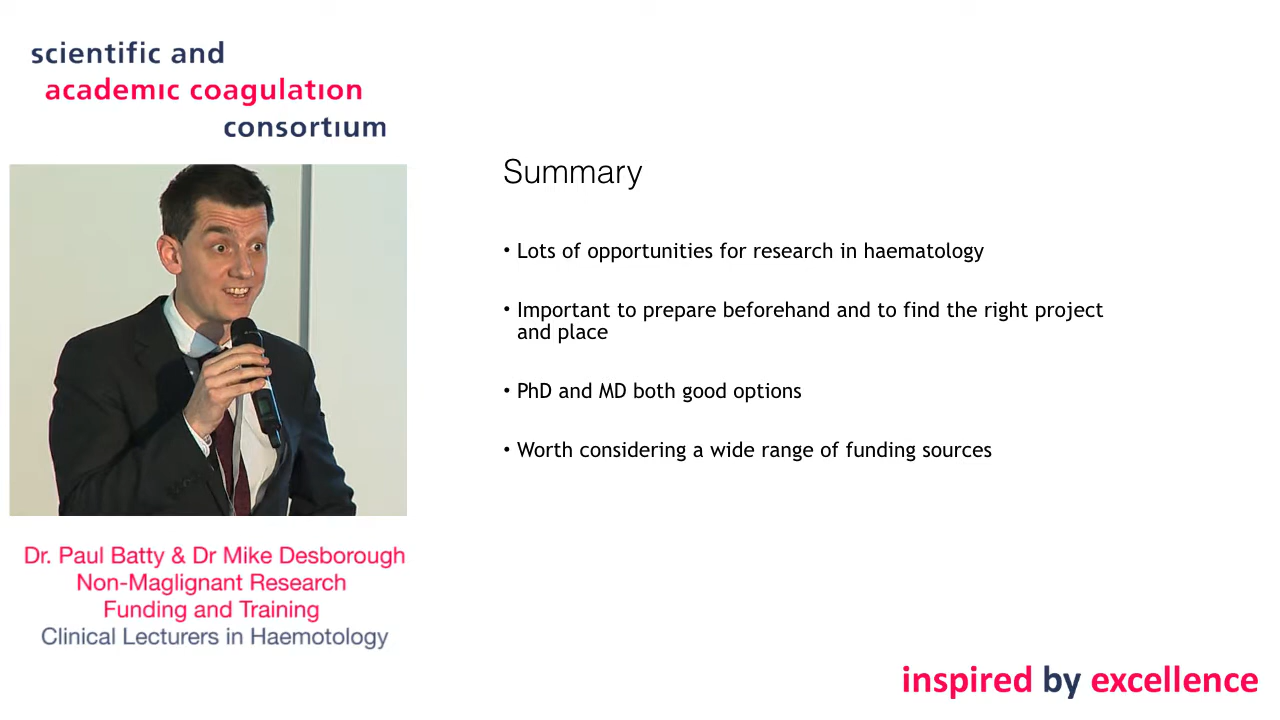 scientific and
academic coagulation
consortium
Summary
• Lots of opportunities for research in haematology
• Important to prepare beforehand and to find the right project
and place
• PhD and MD both good options
• Worth considering a wide range of funding sources
Dr. Paul Batty & Dr Mike Desborough
Non-Maglignant Research
Funding and Training
Clinical Lecturers in Haemotology
inspired by excellence